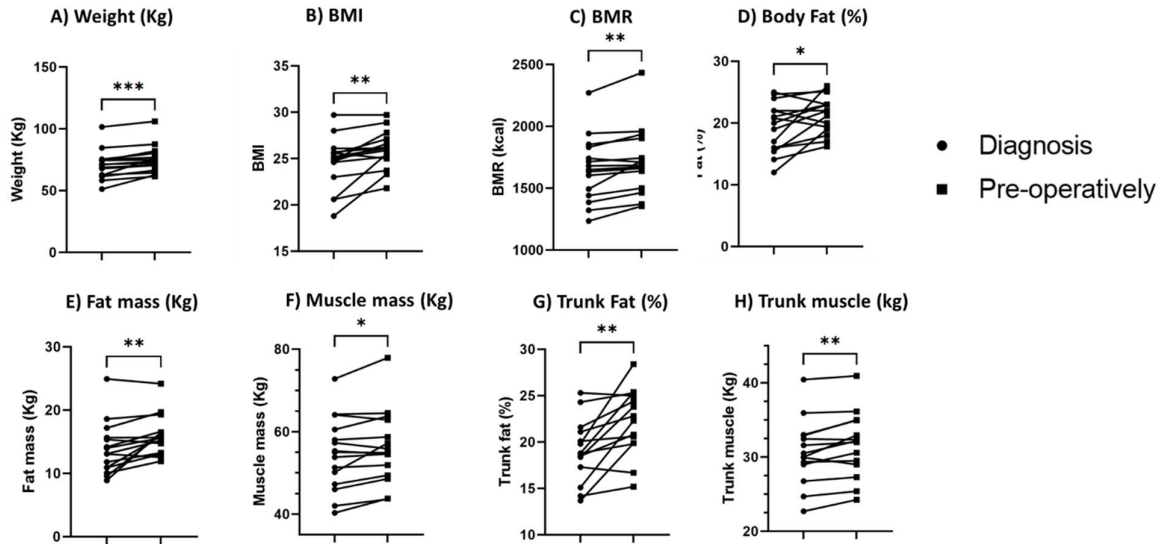 A) Weight (Kg)
B) BMI
C) BMR
D) Body Fat (%)
150
100
50
0
Weight (Kg)
***
35
30
25
20
15
BMI
**
2500
2000
1500
1000
BMR (kcal)
**
30
20
10
0
Fat (%)
*
Diagnosis
Pre-operatively
E) Fat mass (Kg)
F) Muscle mass (Kg)
G) Trunk Fat (%)
H) Trunk muscle (kg)
30
20
10
0
Fat mass (Kg)
**
80
60
40
Muscle mass (Kg)
*
30
25
20
15
10
Trunk fat (%)
**
40
30
20
Trunk muscle (Kg)
**